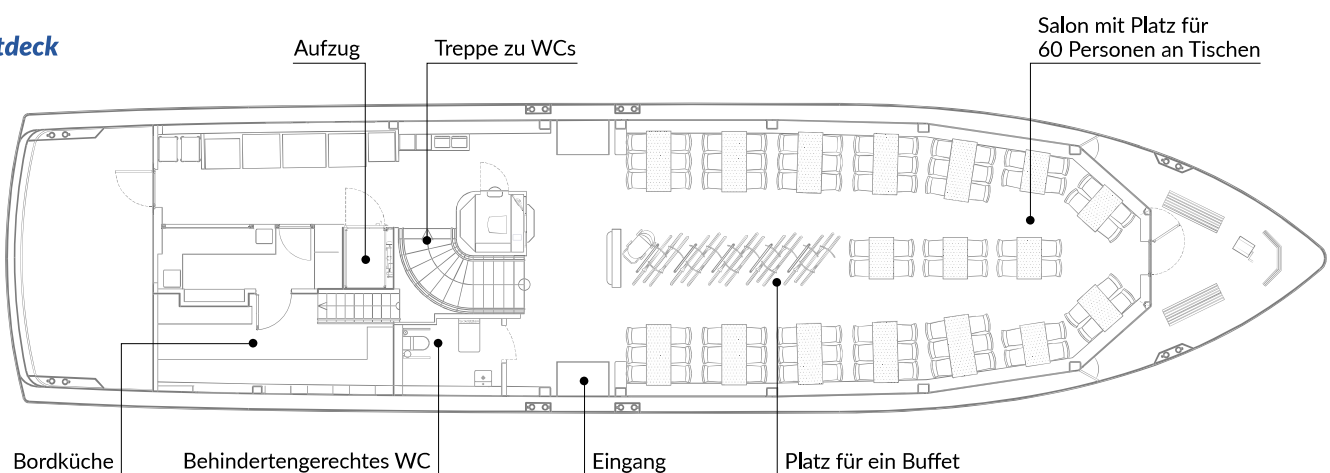 tdeck
Aufzug
Treppe zu WCs
Salon mit Platz für
60 Personen an Tischen
Bordküche
Behindertengerechtes WC
Eingang
Platz für ein Buffet